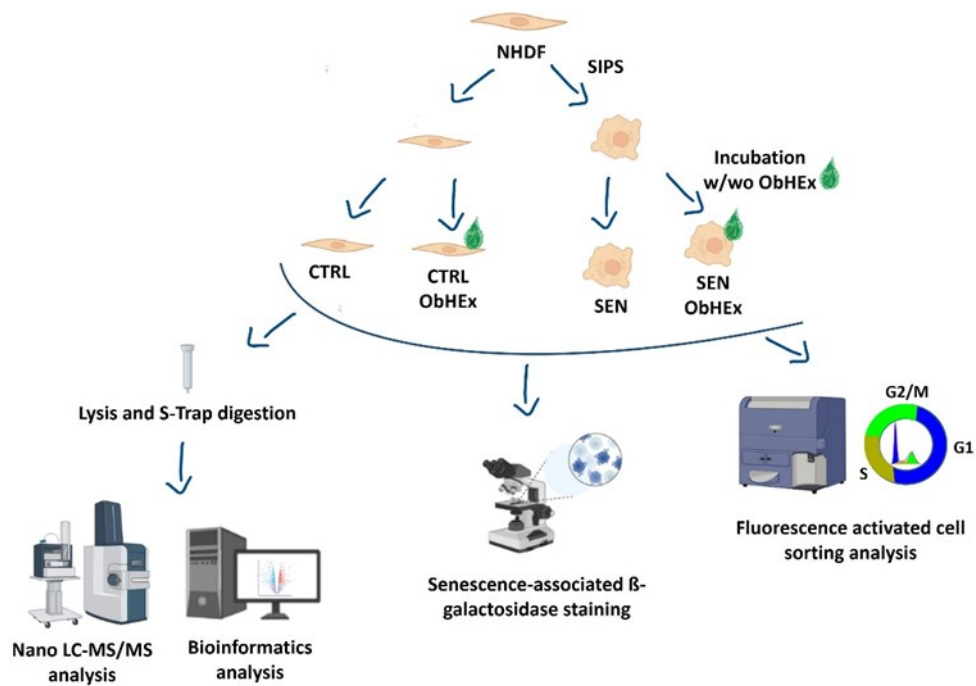 NHDF
SIPS
Incubation
w/wo ObHEx
CTRL
CTRL
ObHEx
SEN
SEN
ObHEx
Lysis and S-Trap digestion
G2/M
G1
S
Fluorescence activated cell
sorting analysis
Senescence-associated ß-
galactosidase staining
Nano LC-MS/MS
analysis
Bioinformatics
analysis